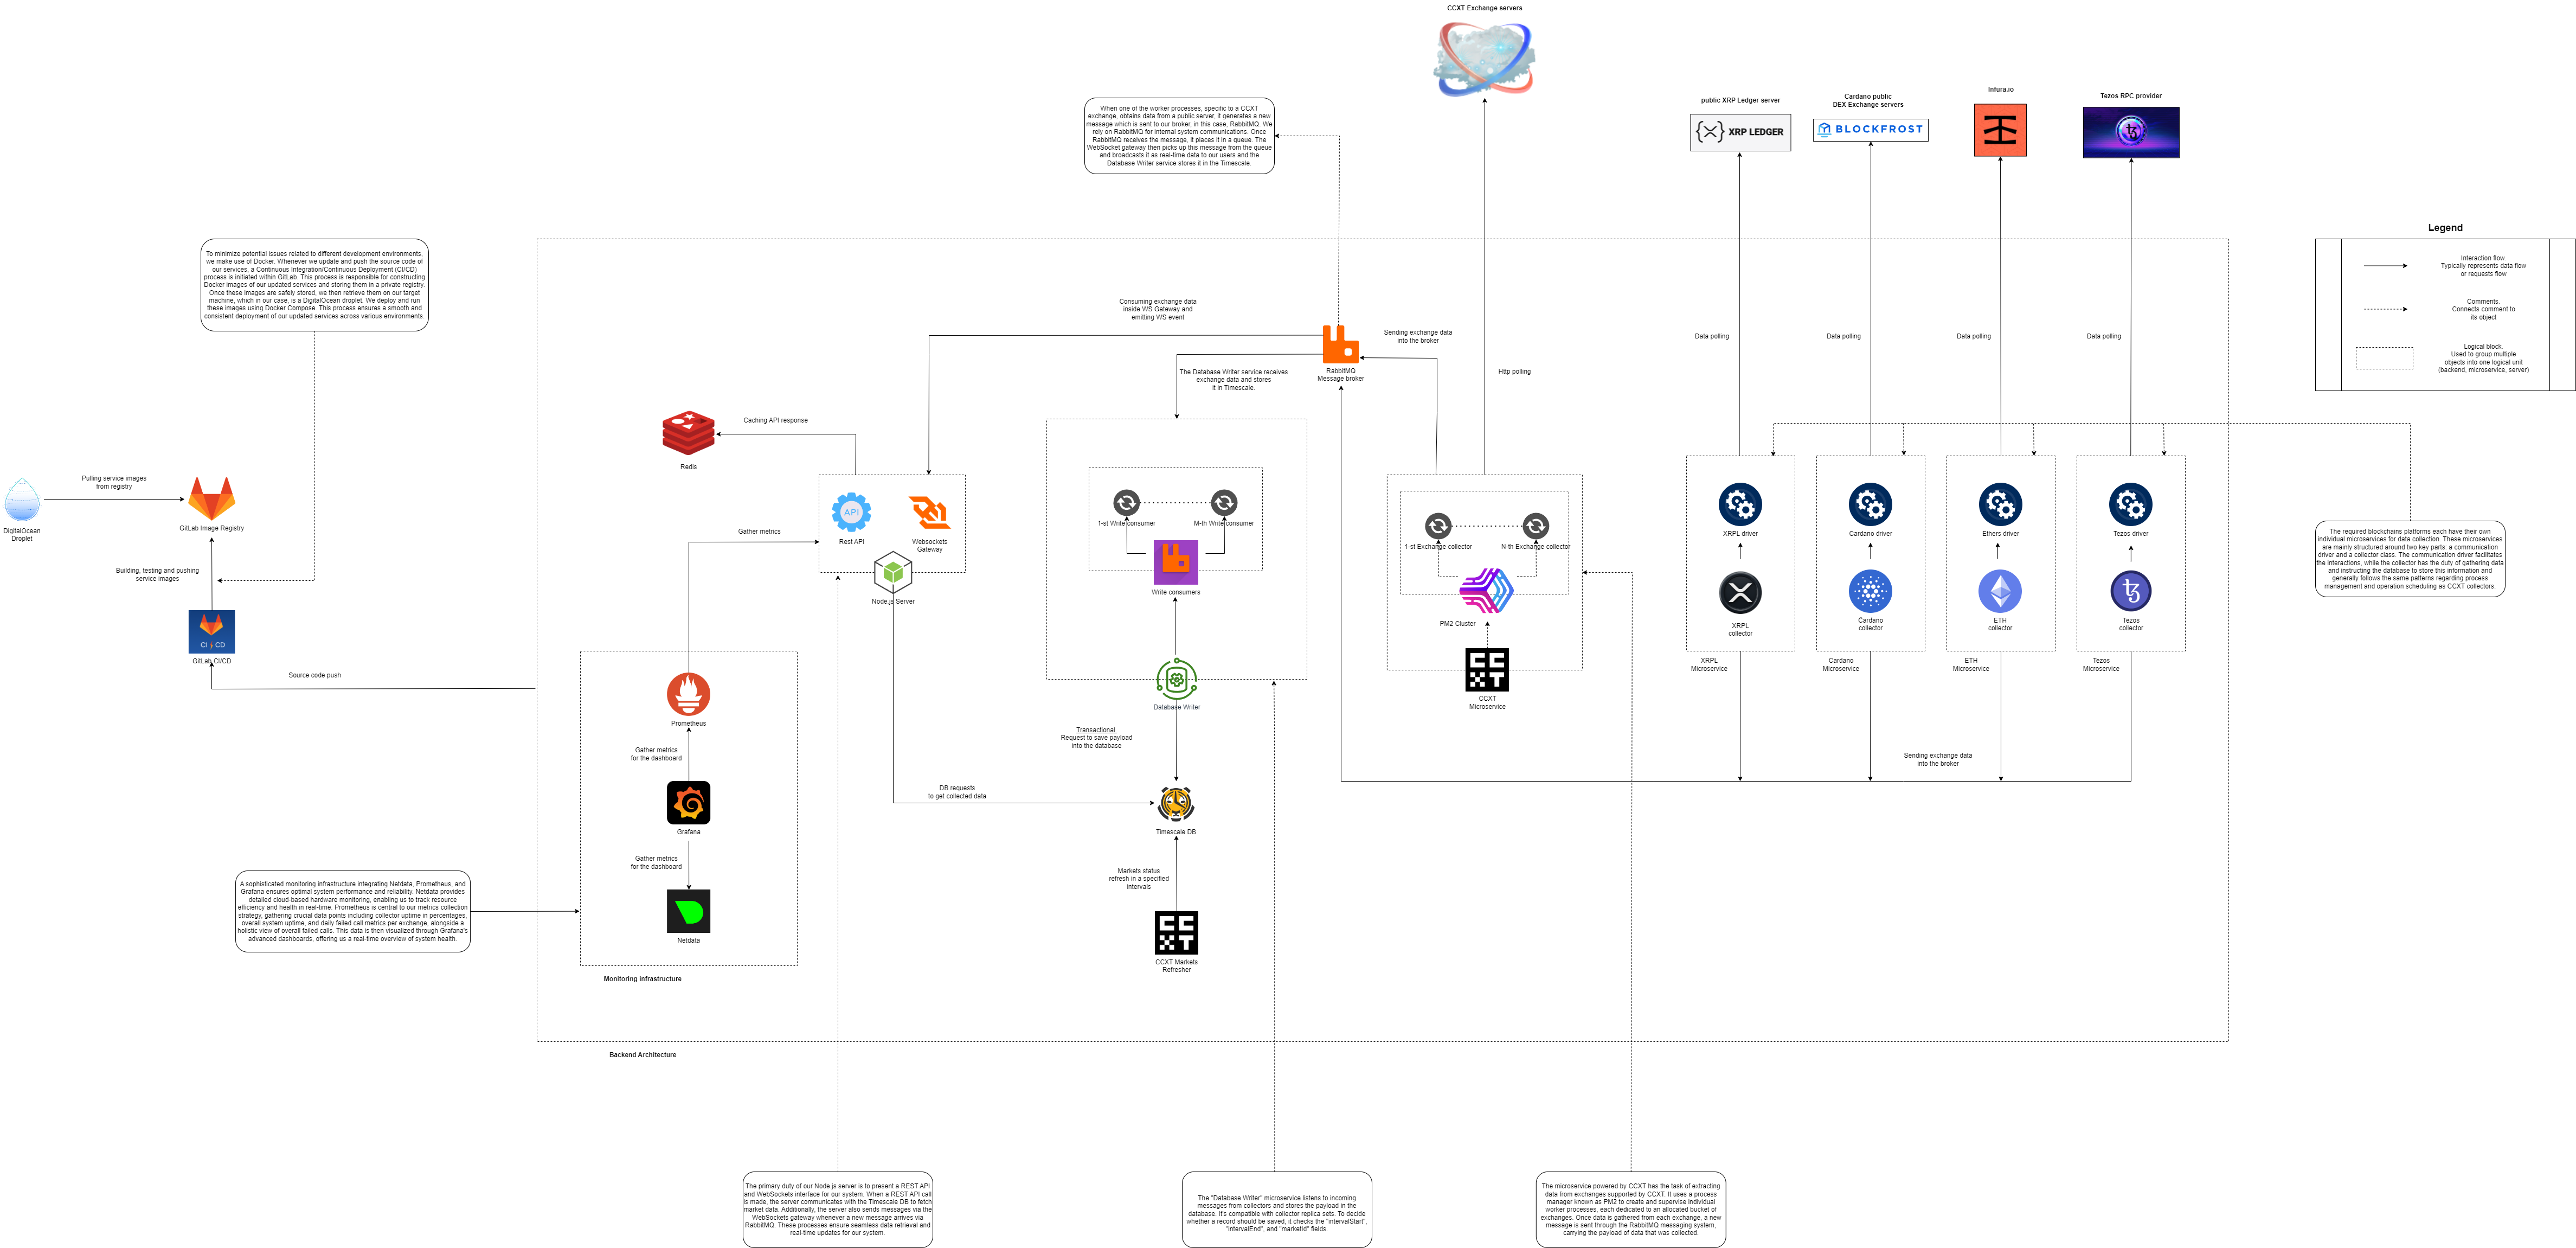 CCXT Exchange servers
Infura.io
Tezos RPC provider
Cardano public
DEX Exchange servers
public XRP Ledger server
XRP LEDGER
BLOCKFROST
When one of the worker processes, specific to a CCXT
exchange, obtains data from a public server, it generates a new
message which is sent to our broker, in this case, RabbitMQ. We
rely on RabbitMQ for internal system communications. Once
RabbitMQ receives the message, it places it in a queue. The
WebSocket gateway then picks up this message from the queue
and broadcasts it as real-time data to our users and the
Database Writer service stores it in the Timescale.
Legend
Interaction flow.
Typically represents data flow
or requests flow
Comments.
Connects comment to
its object
Logical block.
Used to group multiple
objects into one logical unit
(backend, microservice, server)
To minimize potential issues related to different development environments,
we make use of Docker. Whenever we update and push the source code of
our services, a Continuous Integration/Continuous Deployment (CI/CD)
process is initiated within GitLab. This process is responsible for constructing
Docker images of our updated services and storing them in a private registry.
Once these images are safely stored, we then retrieve them on our target
machine, which in our case, is a DigitalOcean droplet. We deploy and run
these images using Docker Compose. This process ensures a smooth and
consistent deployment of our updated services across various environments.
Consuming exchange data
inside WS Gateway and
emitting WS event
Sending exchange data
into the broker
RabbitMQ
Message broker
The Database Writer service receives
exchange data and stores
it in Timescale.
Http polling
Data polling
Data polling
Data polling
Data polling
Caching API response
Redis
Pulling service images
from registry
DigitalOcean
Droplet
GitLab Image Registry
Building, testing and pushing
service images
CI CD
GitLab CI/CD
Source code push
Gather metrics
API
Rest API
Websockets
Gateway
Node.js Server
1-st Write consumer
M-th Write consumer
Write consumers
Database Writer
1-st Exchange collector
N-th Exchange collector
PM2 Cluster
CCXT
CCXT
Microservice
XRPL driver
Cardano driver
Ethers driver
Tezos driver
XRPL
collector
Cardano
collector
ETH
collector
Tezos
collector
XRPL
Microservice
Cardano
Microservice
ETH
Microservice
Tezos
Microservice
The required blockchains platforms each have their own
individual microservices for data collection. These microservices
are mainly structured around two key parts: a communication
driver and a collector class. The communication driver facilitates
the interactions, while the collector has the duty of gathering data
and instructing the database to store this information and
generally follows the same patterns regarding process
management and operation scheduling as CCXT collectors.
Prometheus
Gather metrics
for the dashboard
Grafana
Gather metrics
for the dashboard
Netdata
Monitoring infrastructure
Transactional
Request to save payload
into the database
DB requests
to get collected data
Timescale DB
Markets status
refresh in a specified
intervals
CCXT
CCXT Markets
Refresher
Sending exchange data
into the broker
A sophisticated monitoring infrastructure integrating Netdata, Prometheus, and
Grafana ensures optimal system performance and reliability. Netdata provides
detailed cloud-based hardware monitoring, enabling us to track resource
efficiency and health in real-time. Prometheus is central to our metrics collection
strategy, gathering crucial data points including collector uptime in percentages,
overall system uptime, and daily failed call metrics per exchange, alongside a
holistic view of overall failed calls. This data is then visualized through Grafana's
advanced dashboards, offering us a real-time overview of system health.
Backend Architecture
The primary duty of our Node.js server is to present a REST API
and WebSockets interface for our system. When a REST API call
is made, the server communicates with the Timescale DB to fetch
market data. Additionally, the server also sends messages via the
WebSockets gateway whenever a new message arrives via
RabbitMQ. These processes ensure seamless data retrieval and
real-time updates for our system.
The "Database Writer" microservice listens to incoming
messages from collectors and stores the payload in the
database. It's compatible with collector replica sets. To decide
whether a record should be saved, it checks the "intervalStart",
"intervalEnd", and "marketId" fields.
The microservice powered by CCXT has the task of extracting
data from exchanges supported by CCXT. It uses a process
manager known as PM2 to create and supervise individual
worker processes, each dedicated to an allocated bucket of
exchanges. Once data is gathered from each exchange, a new
message is sent through the RabbitMQ messaging system,
carrying the payload of data that was collected.